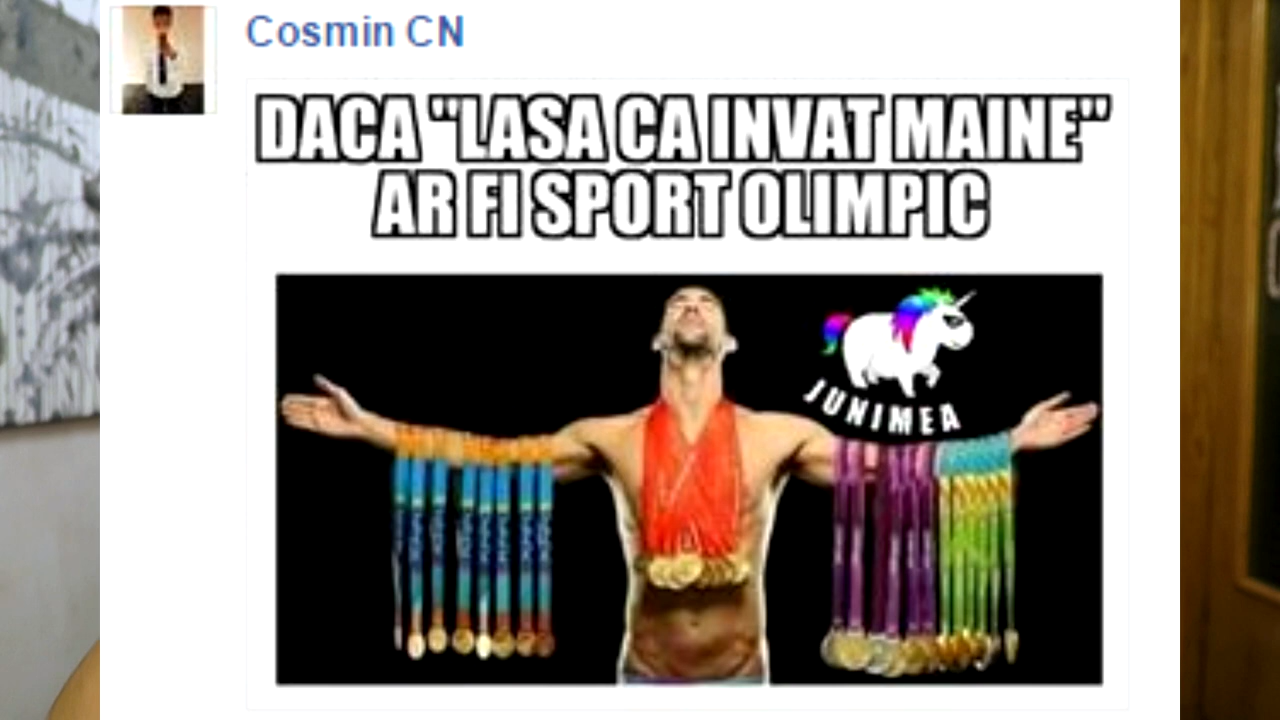 Cosmin CN
DACA "LASA CA INVAT MAINE"
AR FI SPORT OLIMPIC
JUNIMEA